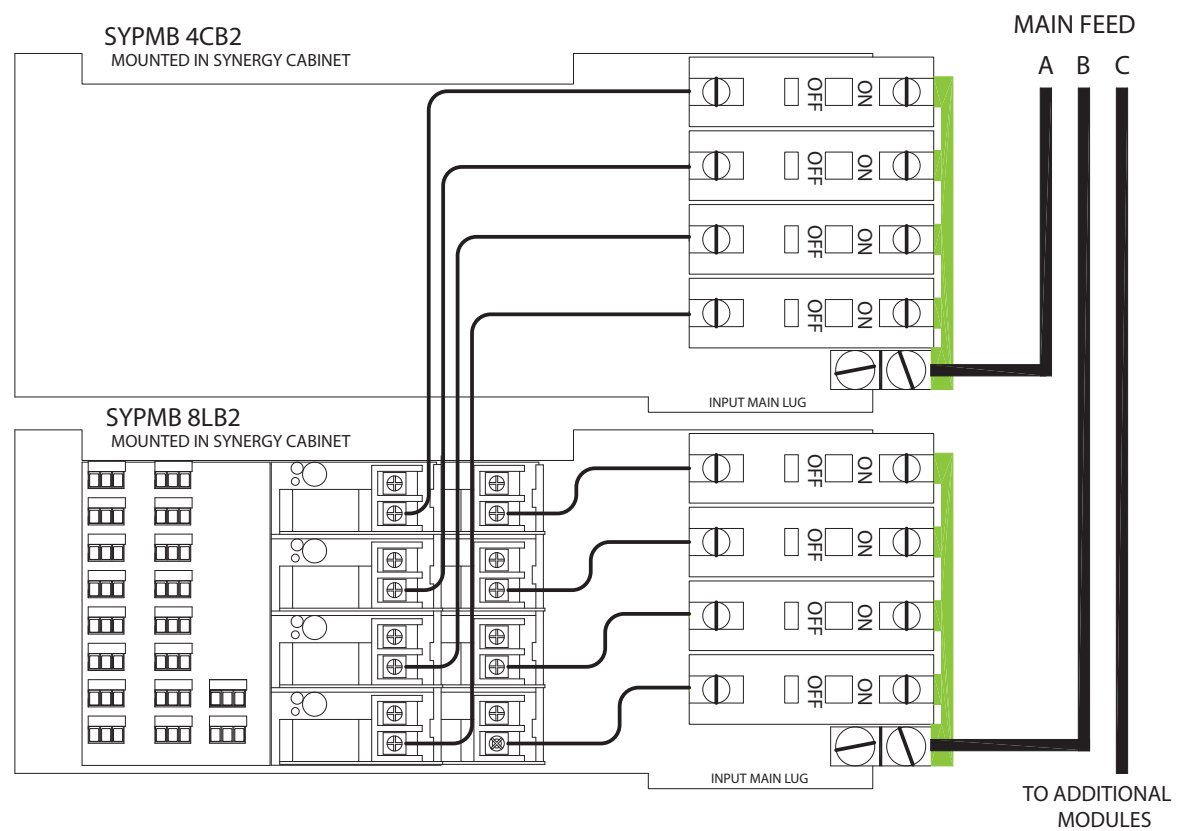 SYPMB 4CB2
MOUNTED IN SYNERGY CABINET
MAIN FEED
A B C
OFF ON
OFF ON
OFF ON
OFF ON
INPUT MAIN LUG
SYPMB 8LB2
MOUNTED IN SYNERGY CABINET
OFF ON
OFF ON
OFF ON
OFF ON
INPUT MAIN LUG
TO ADDITIONAL
MODULES